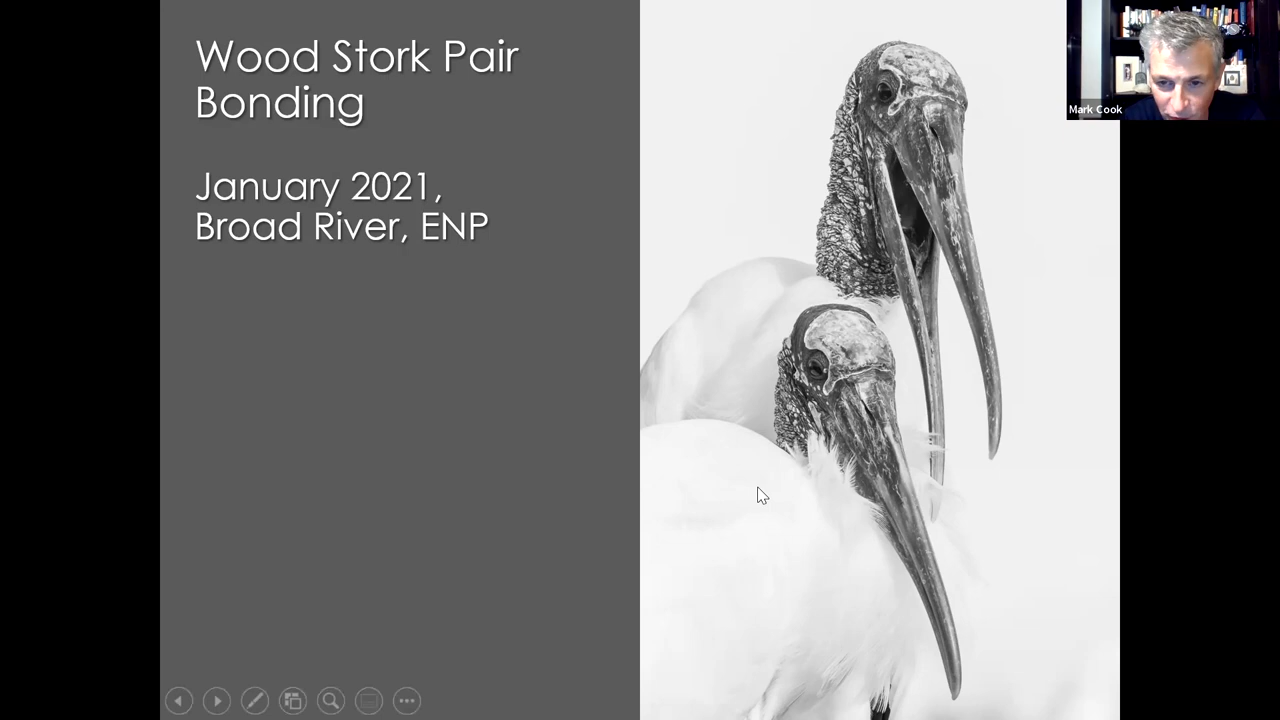 Wood Stork Pair
Bonding
January 2021,
Broad River, ENP
Mark Cook